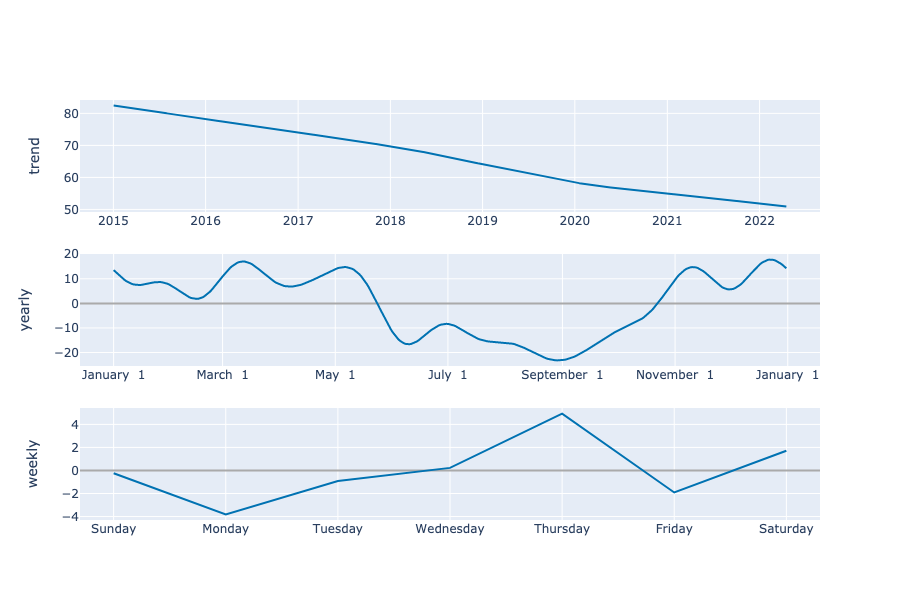 trend
80
70
60
50
2015 2016 2017 2018 2019 2020 2021 2022
yearly
20
10
0
−10
−20
January 1 March 1 May 1 July 1 September 1 November 1 January 1
weekly
4
2
0
−2
−4
Sunday Monday Tuesday Wednesday Thursday Friday Saturday